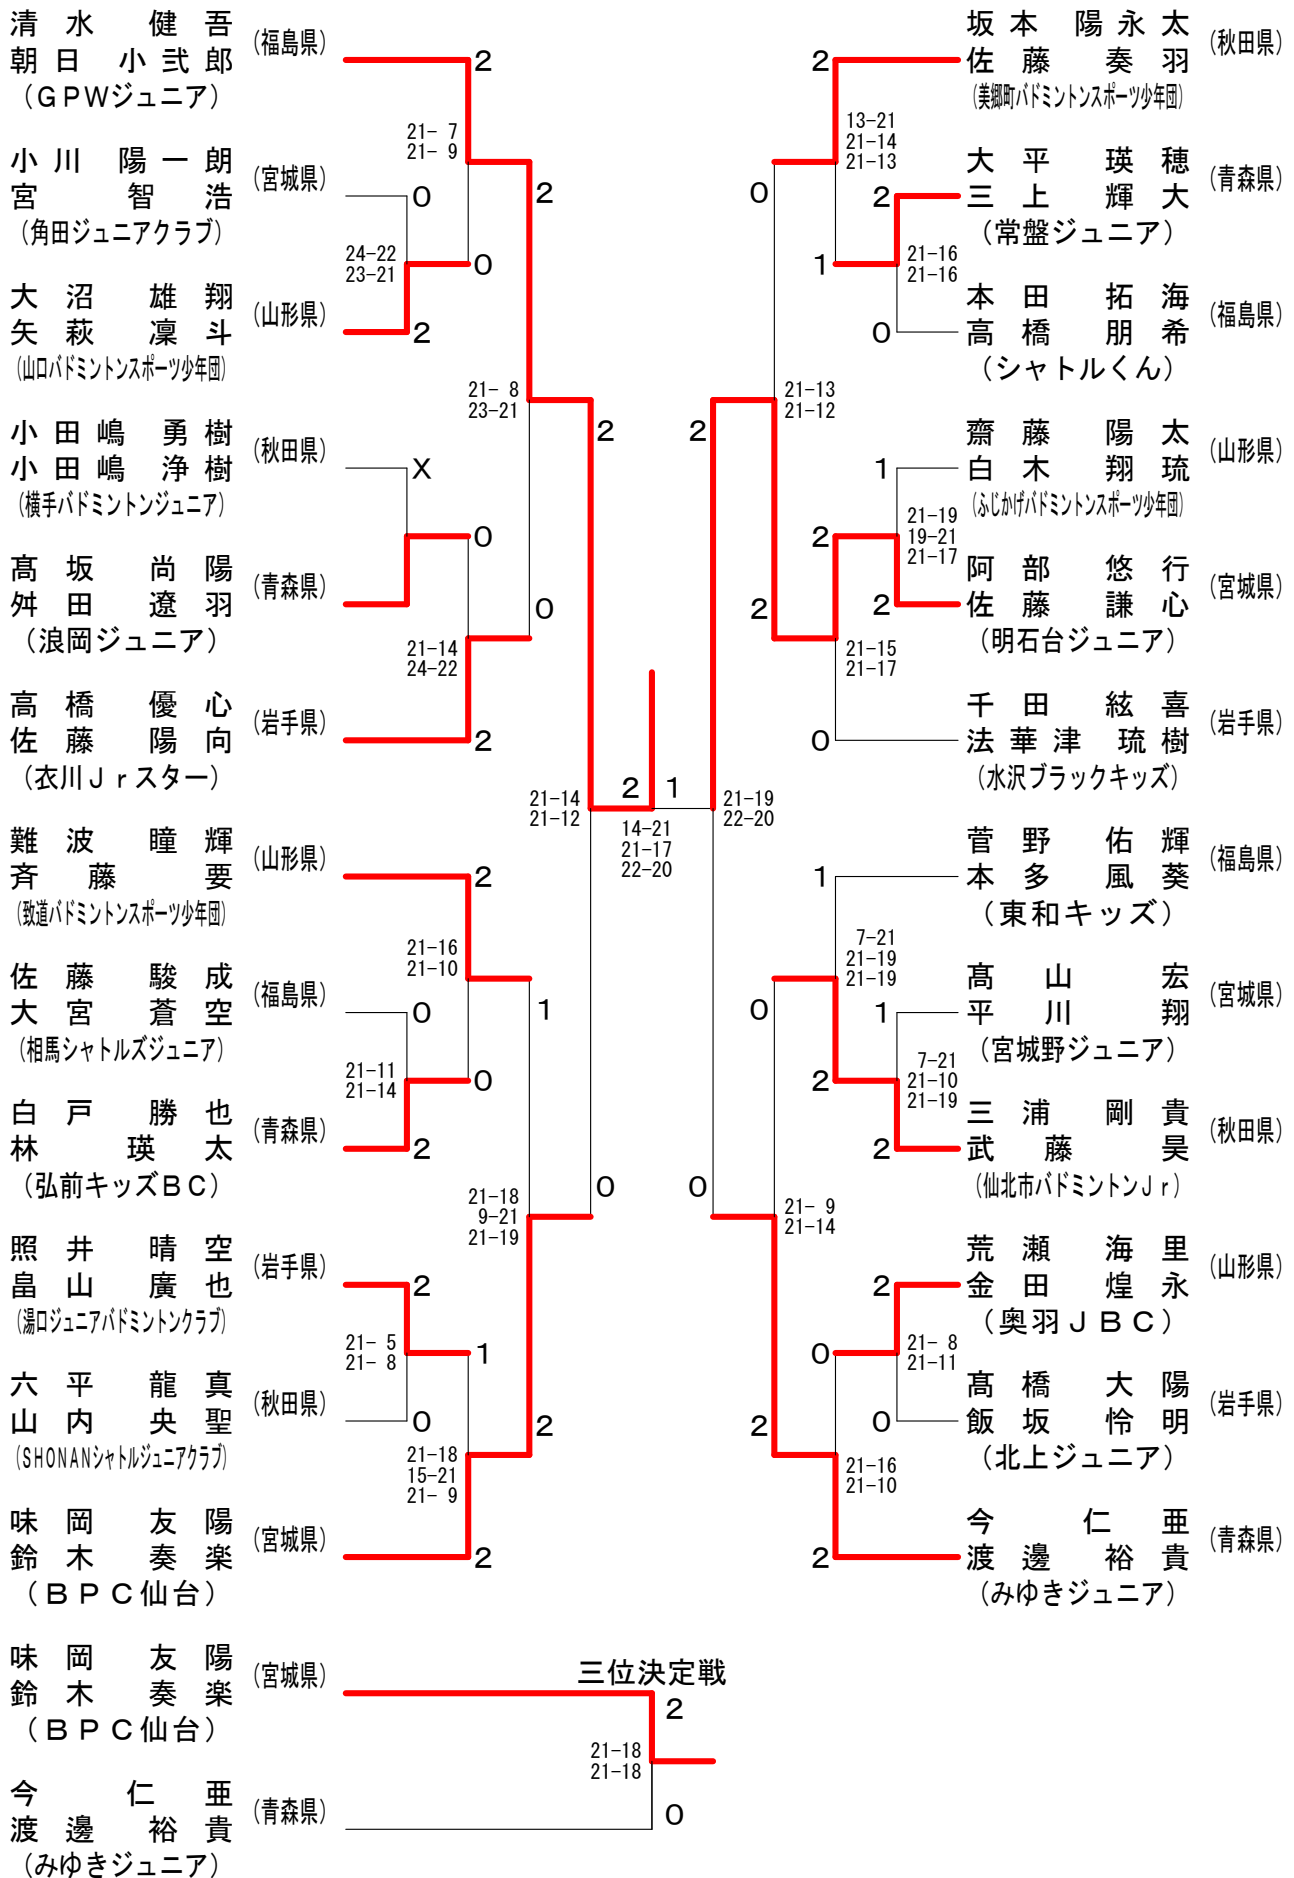 清水 健吾
朝日 小弐郎
(福島県)
(GPWジュニア)
2
21- 7
21- 9
小川 陽一朗
宮 智浩
(宮城県)
(角田ジュニアクラブ)
0
2
24-22
23-21
0
大沼 雄翔
矢萩 凜斗
(山形県)
(山口バドミントンスポーツ少年団)
2
21- 8
23-21
2
小田嶋 勇樹
小田嶋 浄樹
(秋田県)
(横手バドミントンジュニア)
X
0
髙坂 尚陽
舛田 遼羽
(青森県)
(浪岡ジュニア)
0
21-14
24-22
高橋 優心
佐藤 陽向
(岩手県)
(衣川Jrスター)
2
21-14
21-12
難波 瞳輝
斉藤 要
(山形県)
(致道バドミントンスポーツ少年団)
2
21-16
21-10
佐藤 駿成
大宮 蒼空
(福島県)
(相馬シャトルズジュニア)
0
1
21-11
21-14
0
白戸 勝也
林 瑛太
(青森県)
(弘前キッズBC)
2
21-18
9-21
21-19
0
照井 晴空
畠山 廣也
(岩手県)
(湯口ジュニアバドミントンクラブ)
2
21- 5
21- 8
1
六平 龍真
山内 央聖
(秋田県)
(SHONANシャトルジュニアクラブ)
0
2
21-18
15-21
21- 9
味岡 友陽
鈴木 奏楽
(宮城県)
(BPC仙台)
2
2
1
14-21
21-17
22-20
坂本 陽永太
佐藤 奏羽
(秋田県)
(美郷町バドミントンスポーツ少年団)
2
13-21
21-14
21-13
大平 瑛穂
三上 輝大
(青森県)
(常盤ジュニア)
0
2
1
21-16
21-16
本田 拓海
高橋 朋希
(福島県)
(シャトルくん)
0
21-13
21-12
2
齋藤 陽太
白木 翔琉
(山形県)
(ふじかげバドミントンスポーツ少年団)
1
2
21-19
19-21
21-17
阿部 悠行
佐藤 謙心
(宮城県)
(明石台ジュニア)
2
2
21-15
21-17
千田 絃喜
法華津 琉樹
(岩手県)
(水沢ブラックキッズ)
0
21-19
22-20
菅野 佑輝
本多 風葵
(福島県)
(東和キッズ)
1
7-21
21-19
21-19
髙山 宏
平川 翔
(宮城県)
(宮城野ジュニア)
0
1
2
7-21
21-10
21-19
三浦 剛貴
武藤 昊
(秋田県)
(仙北市バドミントンJr)
2
0
21- 9
21-14
荒瀬 海里
金田 煌永
(山形県)
(奥羽JBC)
2
0
21- 8
21-11
髙橋 大陽
飯坂 怜明
(岩手県)
(北上ジュニア)
0
2
21-16
21-10
今 仁亜
渡邊 裕貴
(青森県)
(みゆきジュニア)
2
三位決定戦
味岡 友陽
鈴木 奏楽
(宮城県)
(BPC仙台)
2
21-18
21-18
今 仁亜
渡邊 裕貴
(青森県)
(みゆきジュニア)
0